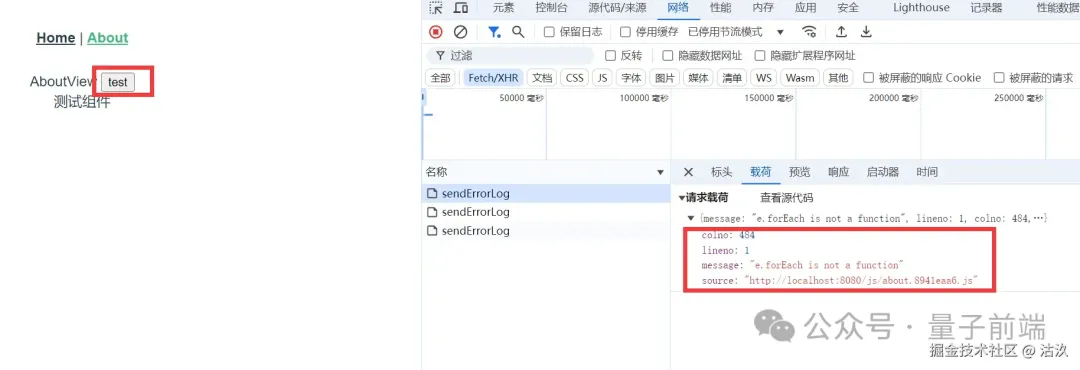 Home | About
AboutView test
测试组件
元素 控制台 源代码/来源 网络 性能 内存 应用 安全 Lighthouse 记录器 性能数据
保留日志 停用缓存 已停用节流模式
过滤 反转 隐藏数据网址 隐藏扩展程序网址
全部 Fetch/XHR 文档 CSS JS 字体 图片 媒体 清单 WS Wasm 其他 被屏蔽的响应 Cookie 被屏蔽的请求
50000 毫秒 100000 毫秒 150000 毫秒 200000 毫秒 250000 毫秒
名称
sendErrorLog
sendErrorLog
sendErrorLog
标头 载荷 预览 响应 启动器 时间
请求载荷 查看源代码
{message: "e.forEach is not a function", lineno: 1, colno: 484,…}
colno: 484
lineno: 1
message: "e.forEach is not a function"
source: "http://localhost:8080/js/about.8941eaa6.js"
公众号 · 量子前端
掘金技术社区 @ 沽汣